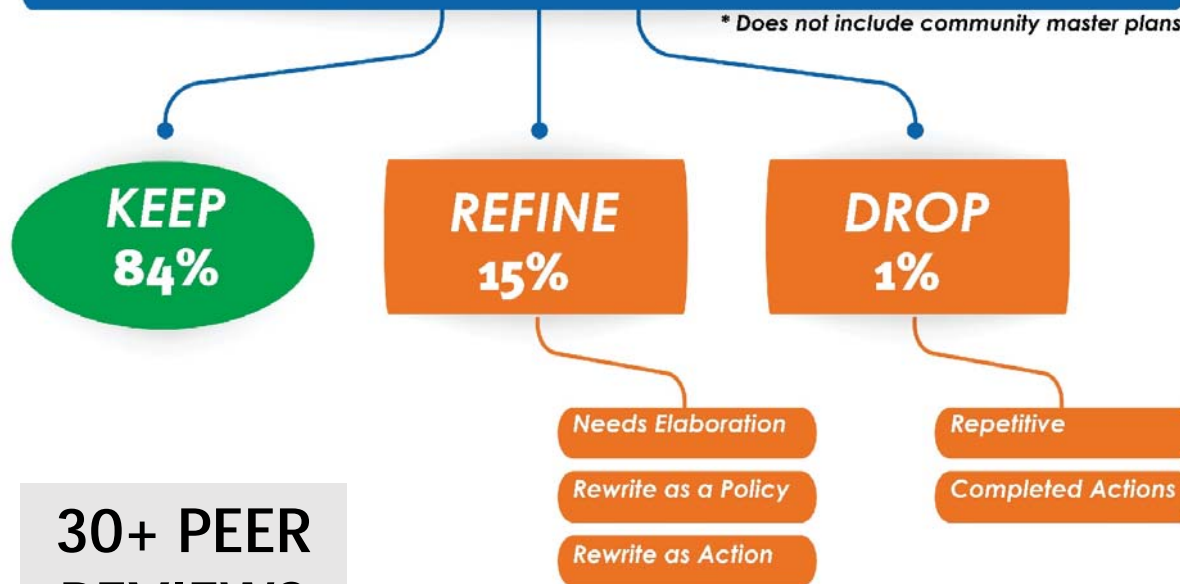 * Does not include community master plans
KEEP
84%
REFINE
15%
DROP
1%
Needs Elaboration
Rewrite as a Policy
Rewrite as Action
Repetitive
Completed Actions
30+ PEER
REVIEWS